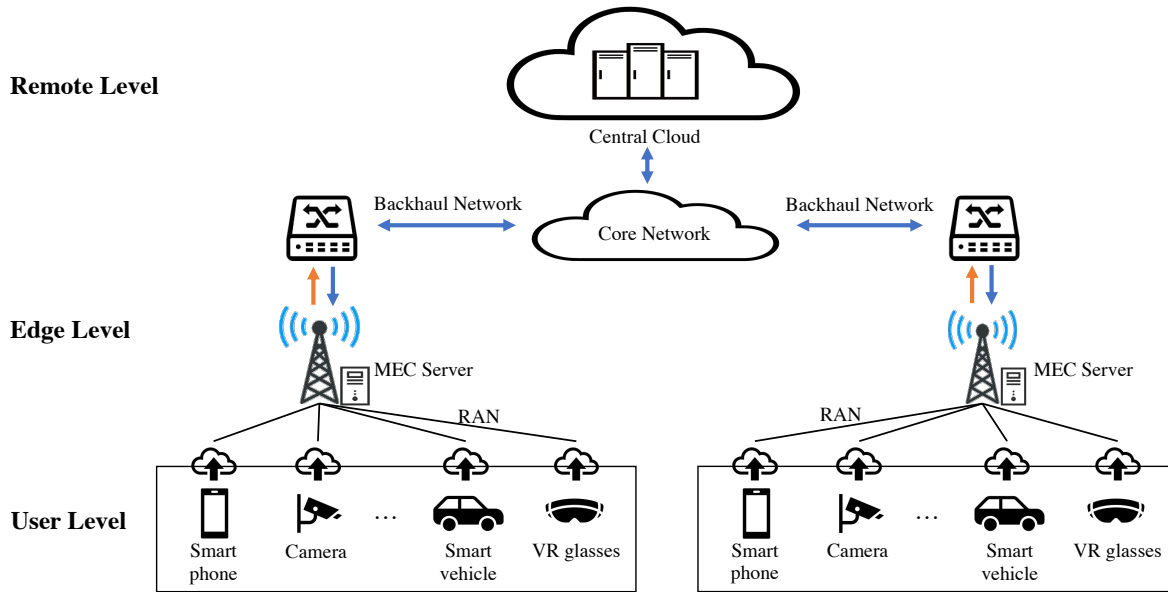 Remote Level
Central Cloud
Backhaul Network
Backhaul Network
Core Network
Edge Level
MEC Server
MEC Server
RAN
RAN
User Level
...
...
Smart
phone
Camera
Smart
vehicle
VR glasses
Smart
phone
Camera
Smart
vehicle
VR glasses